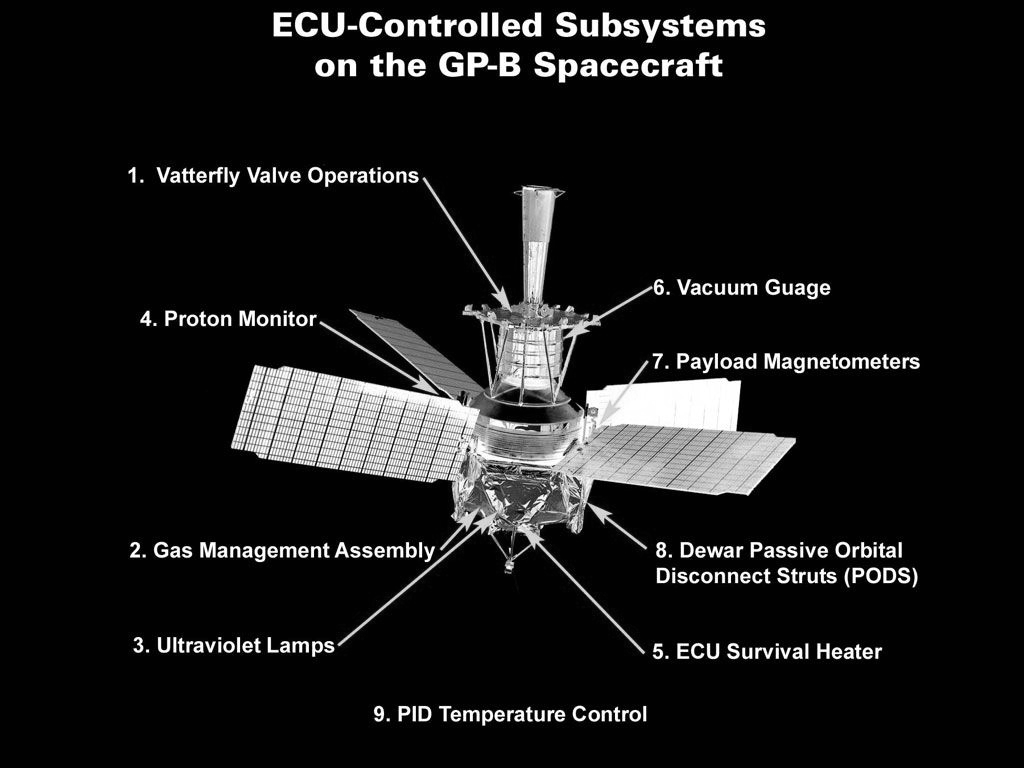 ECU-Controlled Subsystems
on the GP-B Spacecraft
1. Vatterfly Valve Operations
6. Vacuum Guage
4. Proton Monitor
7. Payload Magnetometers
2. Gas Management Assembly
8. Dewar Passive Orbital
Disconnect Struts (PODS)
3. Ultraviolet Lamps
5. ECU Survival Heater
9. PID Temperature Control